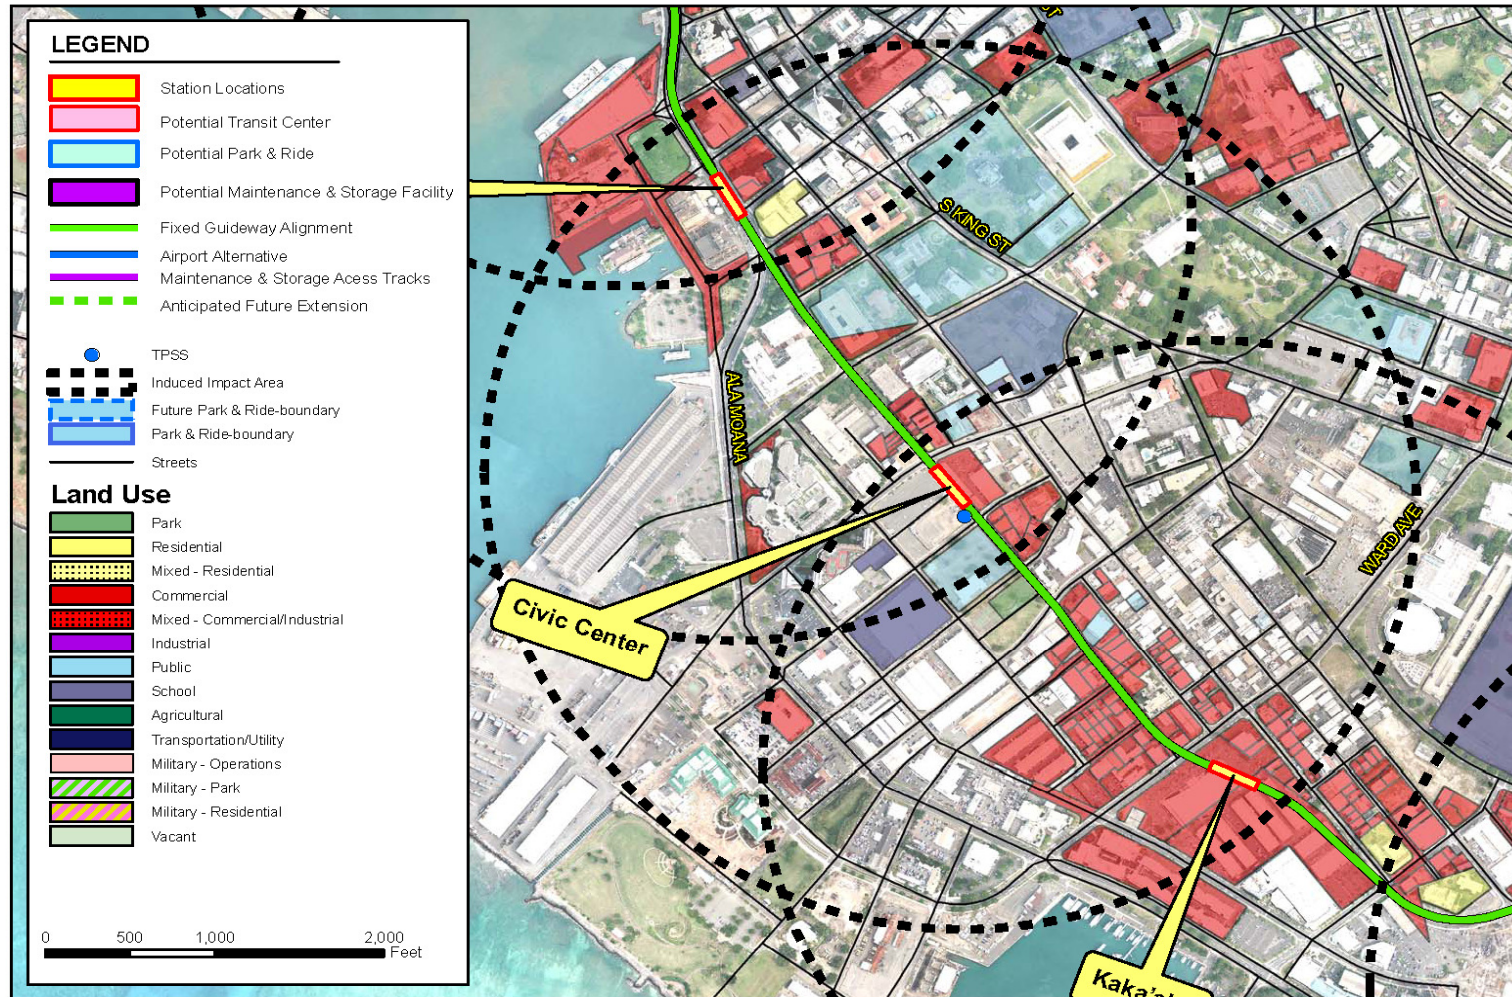 LEGEND
Station Locations
Potential Transit Center
Potential Park & Ride
Potential Maintenance & Storage Facility
Fixed Guideway Alignment
Airport Alternative
Maintenance & Storage Acess Tracks
Anticipated Future Extension
TPSS
Induced Impact Area
Future Park & Ride-boundary
Park & Ride-boundary
Streets
Land Use
Park
Residential
Mixed - Residential
Commercial
Mixed - Commercial/Industrial
Industrial
Public
School
Agricultural
Transportation/Utility
Military - Operations
Military - Park
Military - Residential
Vacant
0 500 1,000 2,000
Feet
S KING ST
ALA MOANA
WARD AVE
Civic Center